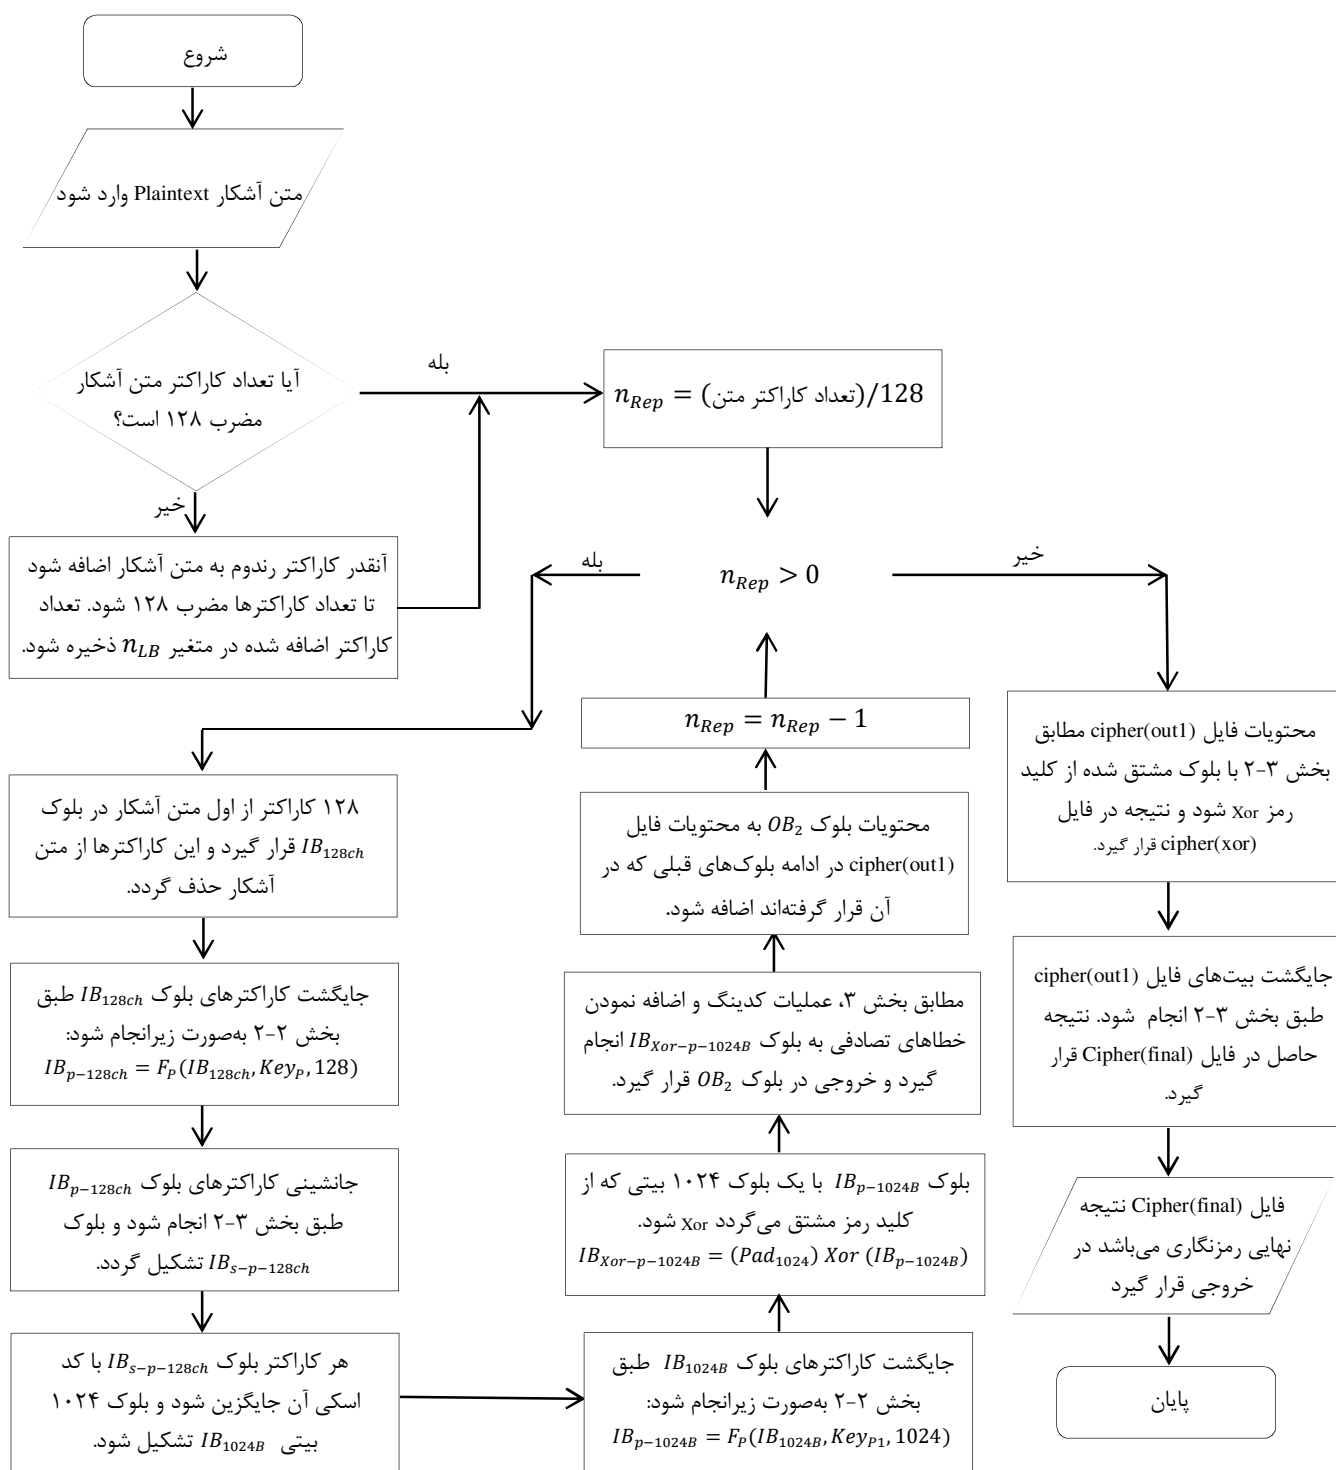 شروع
متن آشکار Plaintext وارد شود
آیا تعداد کاراکتر متن آشکار
مضرب ۱۲۸ است؟
بله
خیر
آنقدر کاراکتر رندوم به متن آشکار اضافه شود
تا تعداد کاراکترها مضرب ۱۲۸ شود. تعداد
کاراکتر اضافه شده در متغیر n_{LB} ذخیره شود.
n_{Rep} = (تعداد کاراکتر متن)/128
n_{Rep} > 0
بله
خیر
۱۲۸ کاراکتر از اول متن آشکار در بلوک
IB_{128ch} قرار گیرد و این کاراکترها از متن
آشکار حذف گردد.
جایگشت کاراکترهای بلوک IB_{128ch} طبق
بخش ۲-۲ به‌صورت زیرانجام شود:
IB_{p-128ch} = F_P(IB_{128ch}, Key_P, 128)
جانشینی کاراکترهای بلوک IB_{p-128ch}
طبق بخش ۳-۲ انجام شود و بلوک
IB_{s-p-128ch} تشکیل گردد.
هر کاراکتر بلوک IB_{s-p-128ch} با کد
اسکی آن جایگزین شود و بلوک ۱۰۲۴
بیتی IB_{1024B} تشکیل شود.
جایگشت کاراکترهای بلوک IB_{1024B} طبق
بخش ۲-۲ به‌صورت زیرانجام شود:
IB_{p-1024B} = F_P(IB_{1024B}, Key_{P1}, 1024)
بلوک IB_{p-1024B} با یک بلوک ۱۰۲۴ بیتی که از
کلید رمز مشتق می‌گردد Xor شود.
IB_{Xor-p-1024B} = (Pad_{1024}) Xor (IB_{p-1024B})
مطابق بخش ۳، عملیات کدینگ و اضافه نمودن
خطاهای تصادفی به بلوک IB_{Xor-p-1024B} انجام
گیرد و خروجی در بلوک OB_2 قرار گیرد.
محتویات بلوک OB_2 به محتویات فایل
cipher(out1) در ادامه بلوک‌های قبلی که در
آن قرار گرفته‌اند اضافه شود.
n_{Rep} = n_{Rep} − 1
محتویات فایل cipher(out1) مطابق
بخش ۳-۲ با بلوک مشتق شده از کلید
رمز Xor شود و نتیجه در فایل
cipher(xor) قرار گیرد.
جایگشت بیت‌های فایل cipher(out1)
طبق بخش ۳-۲ انجام شود. نتیجه
حاصل در فایل Cipher(final) قرار
گیرد.
فایل Cipher(final) نتیجه
نهایی رمزنگاری می‌باشد در
خروجی قرار گیرد
پایان